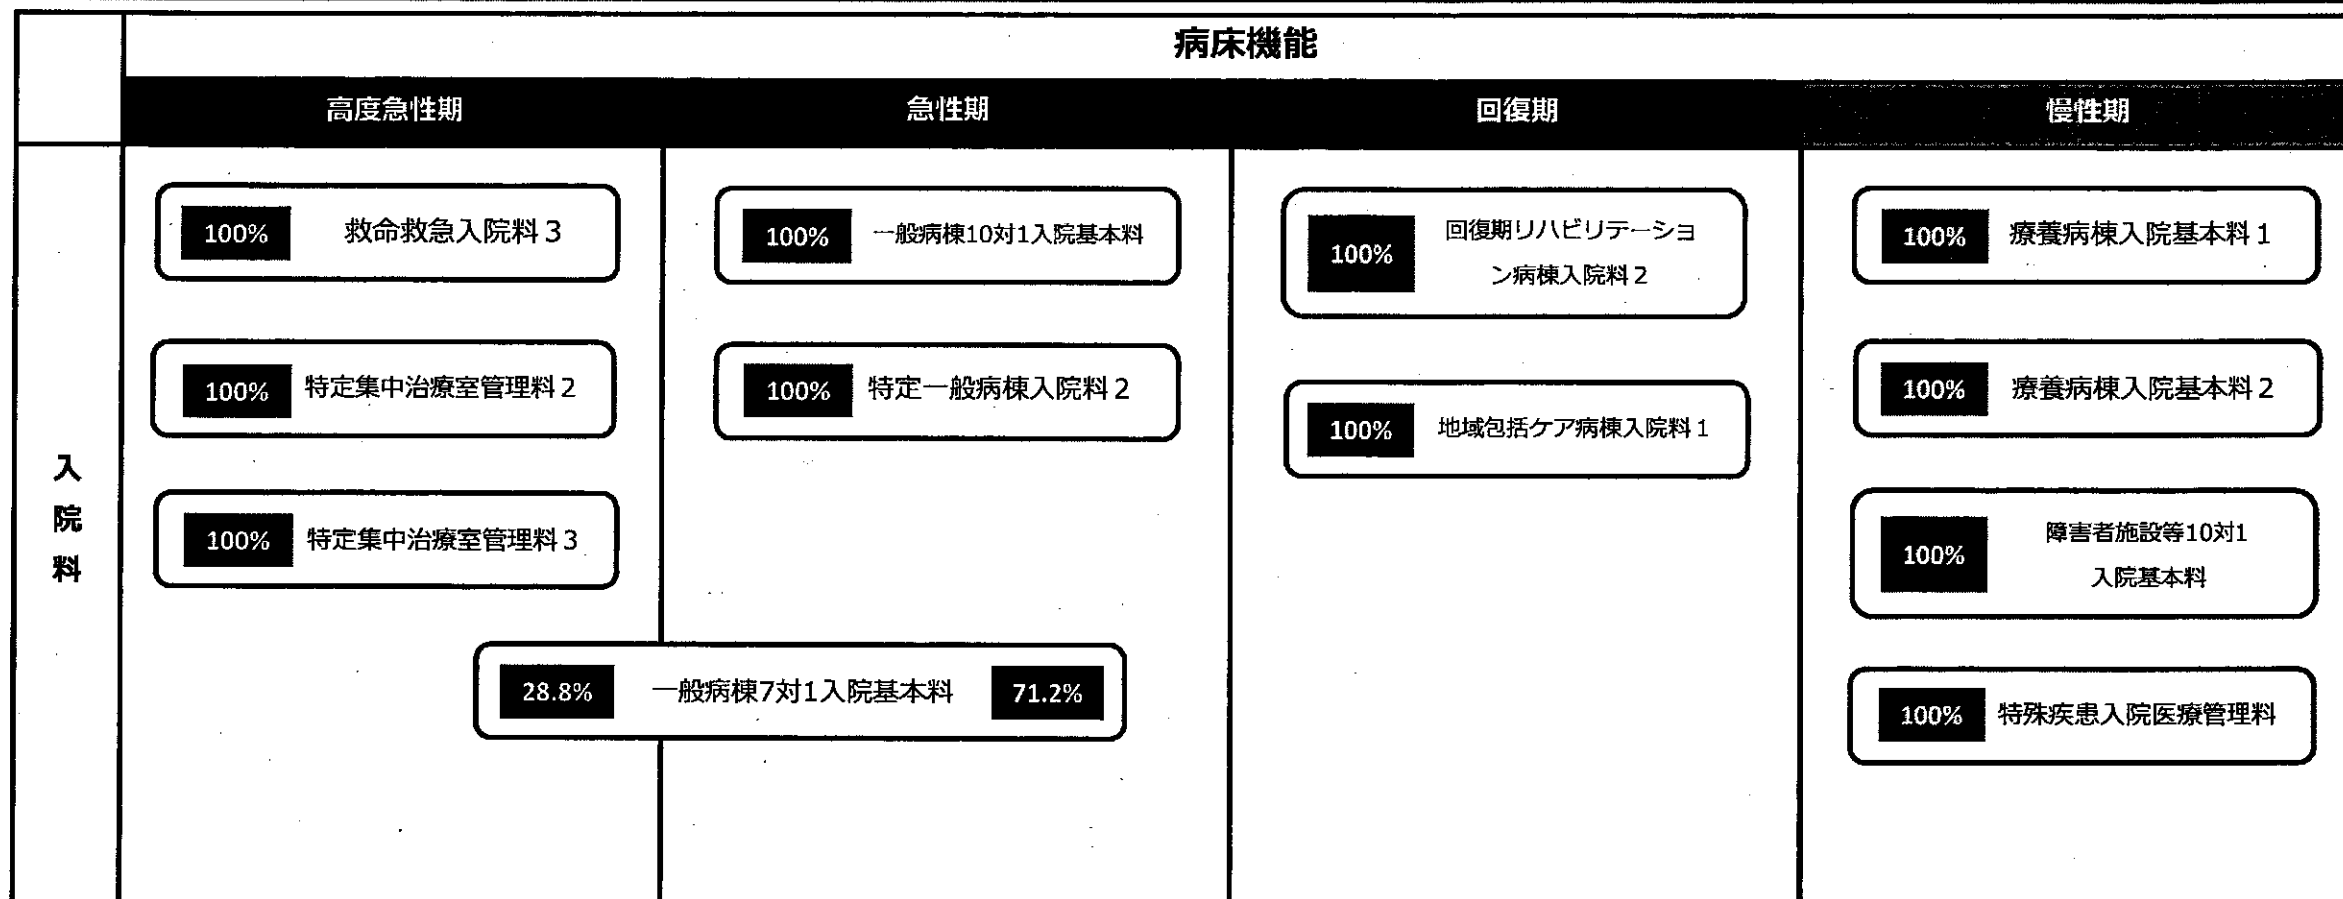 病床機能
高度急性期
急性期
回復期
慢性期
入
院
料
100%
救命救急入院料3
100%
特定集中治療室管理料2
100%
特定集中治療室管理料3
28.8%
一般病棟7対1入院基本料
71.2%
100%
一般病棟10対1入院基本料
100%
特定一般病棟入院料2
100%
回復期リハビリテーショ
ン病棟入院料2
100%
地域包括ケア病棟入院料1
100%
療養病棟入院基本料1
100%
療養病棟入院基本料2
100%
障害者施設等10対1
入院基本料
100%
特殊疾患入院医療管理料